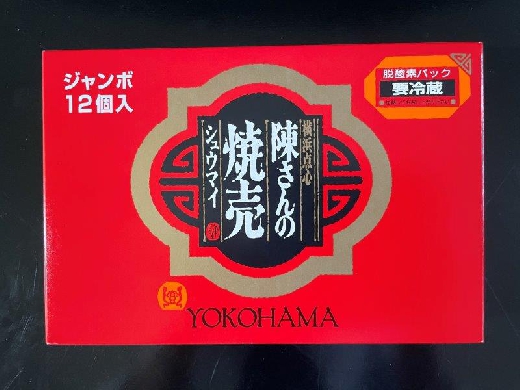 ジャンボ
12個入
脱酸素パック
要冷蔵
横浜点心
陳さんの
焼売
シュウマイ
YOKOHAMA